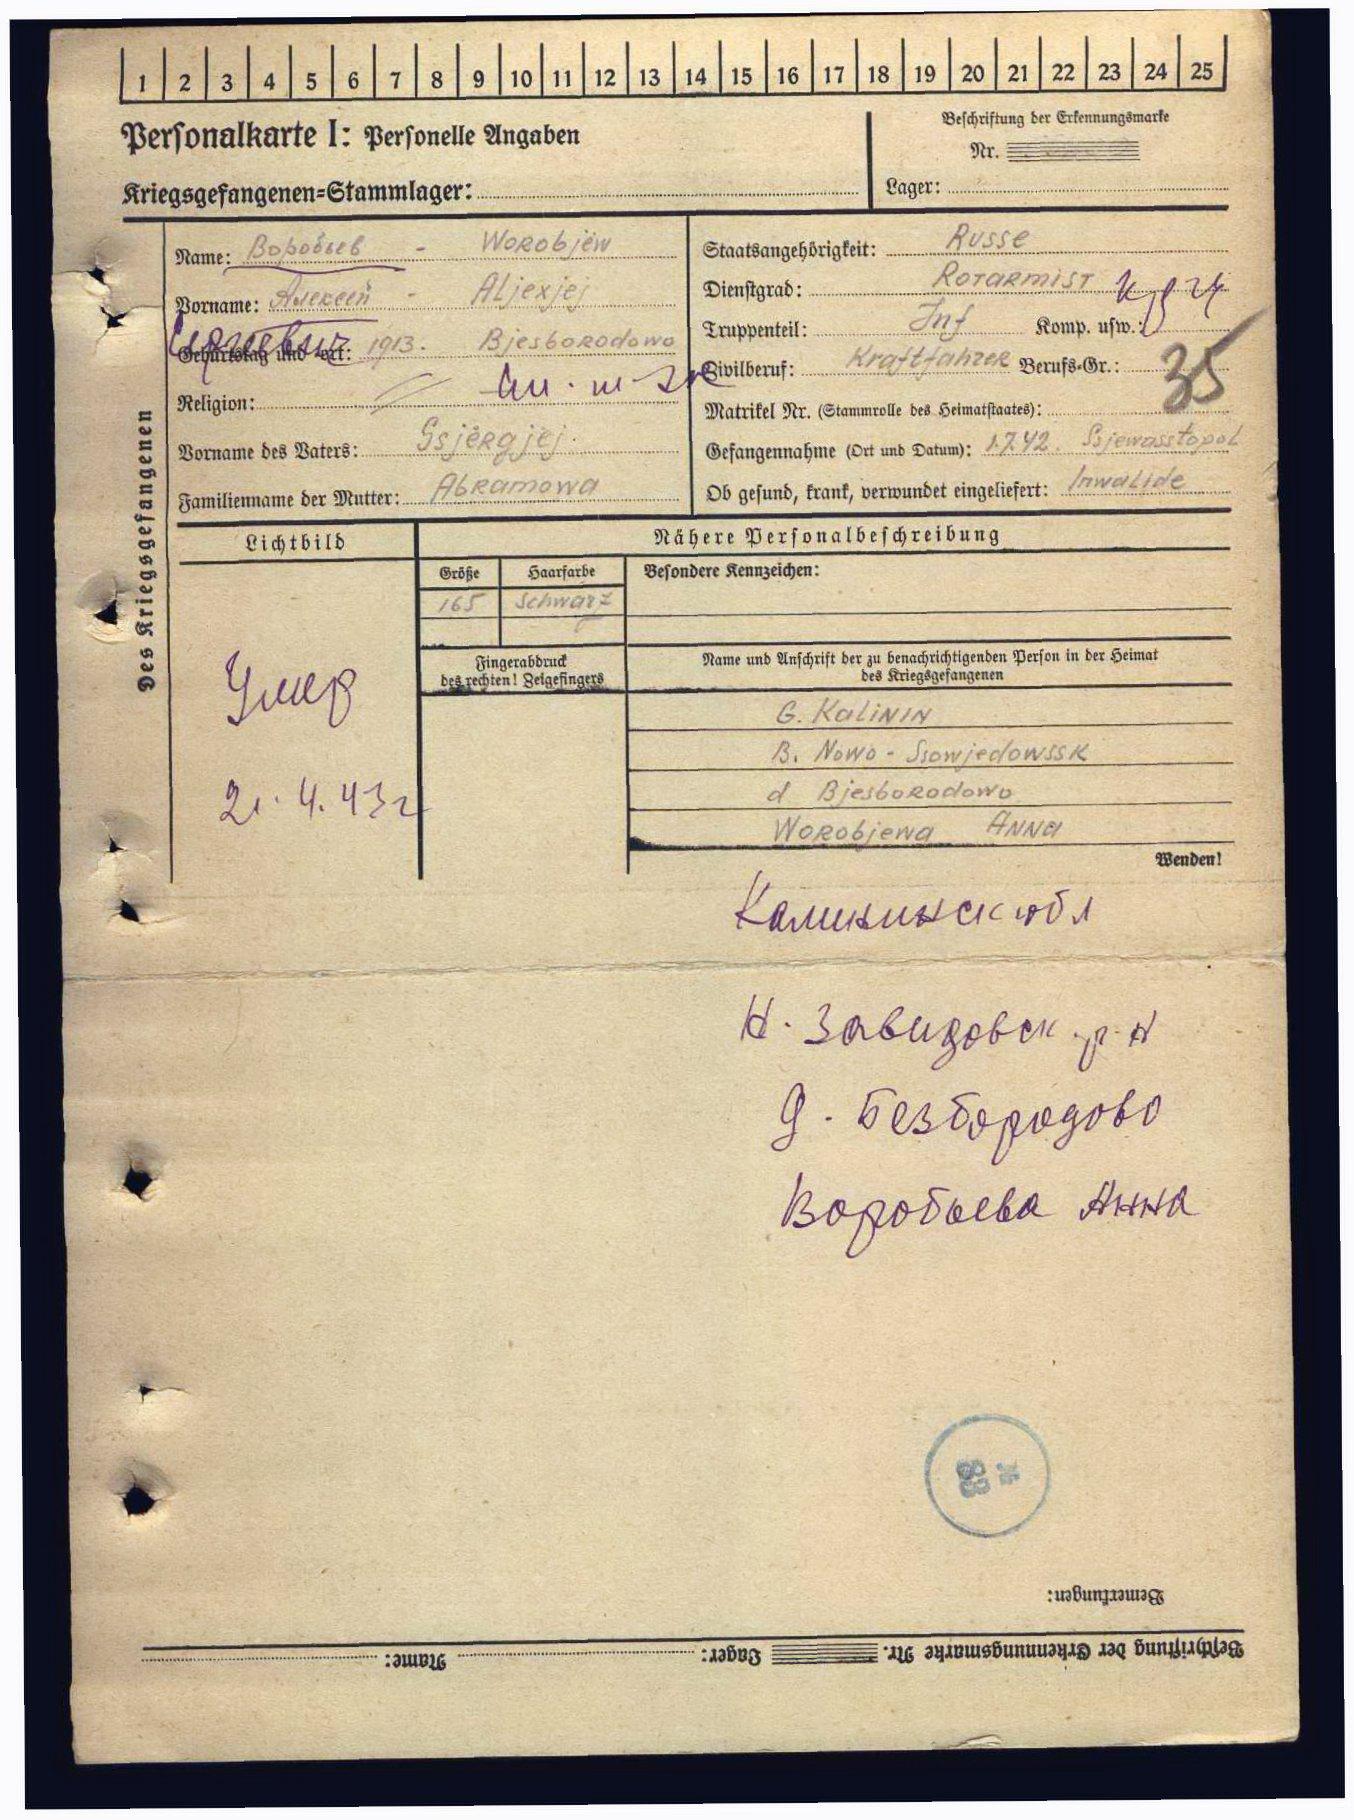 1 2 3 4 5 6 7 8 9 10 11 12 13 14 15 16 17 18 19 20 21 22 23 24 25
Personalkarte I: Personelle Angaben
Beschriftung der Erkennungsmarke
Nr.
Kriegsgefangenen-Stammlager:
Lager:
Des Kriegsgefangenen
Name: Воробьев - Worobjew
Vorname: Алексей - Aljexjej
Сергеевич
Geburtstag und -ort: 1913. Bjesborodowo
Religion:
Vorname des Vaters: Ssjergjej.
Familienname der Mutter: Abramowa
Staatsangehörigkeit: Russe
Dienstgrad: Rotarmist
Truppenteil: Inf Komp. usw.:
Zivilberuf: Kraftfahrer Berufs-Gr.: 35
Matrikel Nr. (Stammrolle des Heimatstaates):
Gefangennahme (Ort und Datum): 1.7.42. Ssjewasstopol
Ob gesund, krank, verwundet eingeliefert: Inwalide
Lichtbild
Nähere Personalbeschreibung
Größe Haarfarbe Besondere Kennzeichen:
165 schwarz
Fingerabdruck
des rechten! Zeigefingers
Name und Anschrift der zu benachrichtigenden Person in der Heimat
des Kriegsgefangenen
Умер
21.4.43г
G. Kalinin
B. Nowo-Ssowjedowssk
d Bjesborodowo
Worobjewa Anna
Wenden!
Калининск обл
Н. Завидовск р-н
д. Безбородово
Воробьева Анна
№
83
Bemerkungen:
Beschriftung der Erkennungsmarke Nr. Lager: Name: